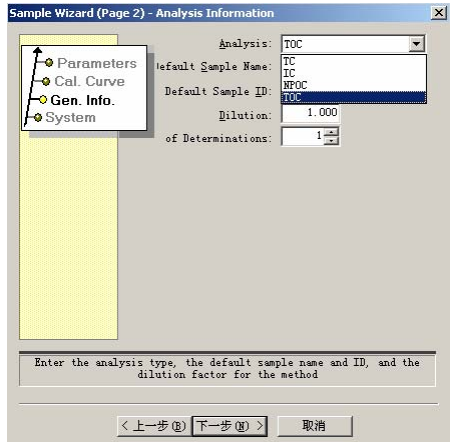 Sample Wizard (Page 2) - Analysis Information
Parameters
Cal. Curve
Gen. Info.
System
Analysis: TOC
TC
IC
NPOC
TOC
efault Sample Name:
Default Sample ID:
Dilution: 1.000
of Determinations: 1
Enter the analysis type, the default sample name and ID, and the
dilution factor for the method
< 上一步(B) 下一步(N) > 取消